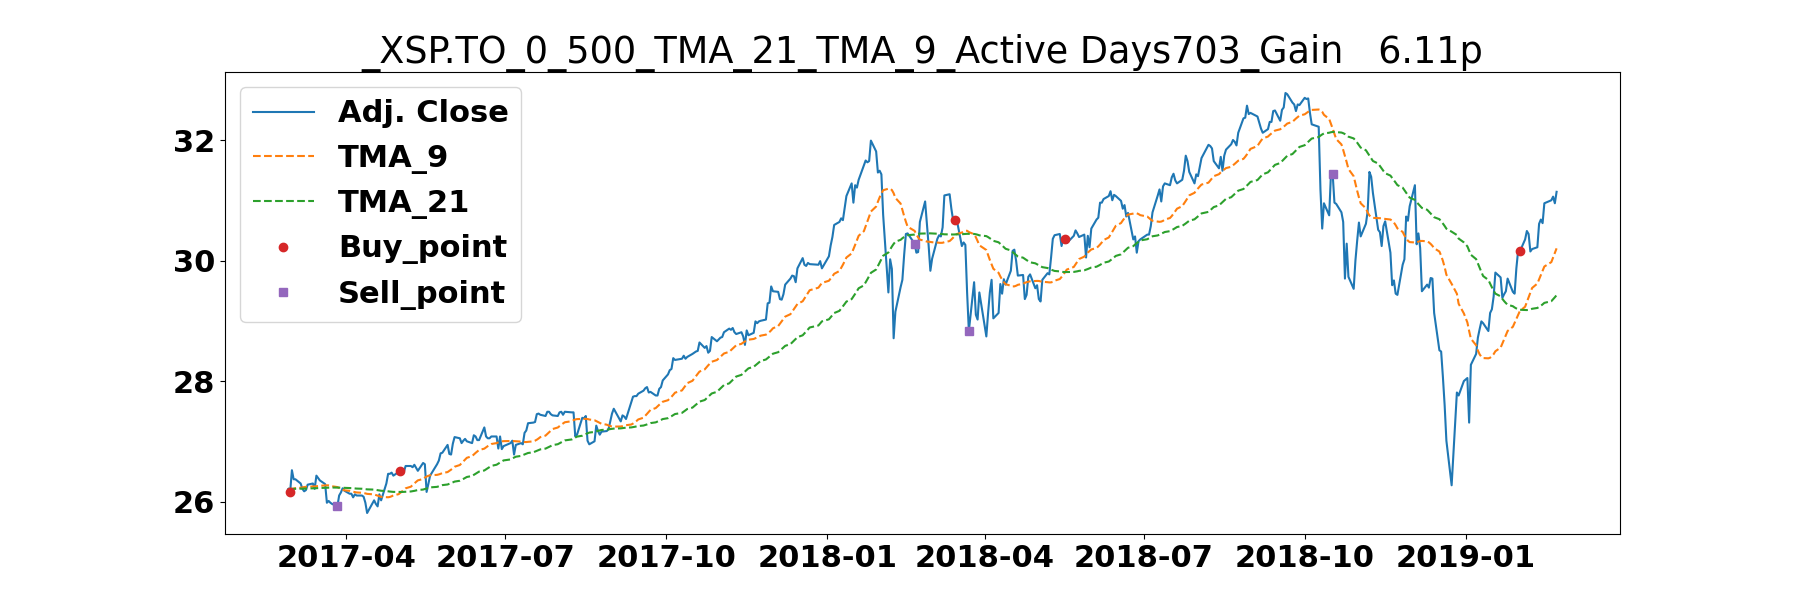 _XSP.TO_0_500_TMA_21_TMA_9_Active Days703_Gain   6.11p
Adj. Close
TMA_9
TMA_21
Buy_point
Sell_point
32
30
28
26
2017-04 2017-07 2017-10 2018-01 2018-04 2018-07 2018-10 2019-01